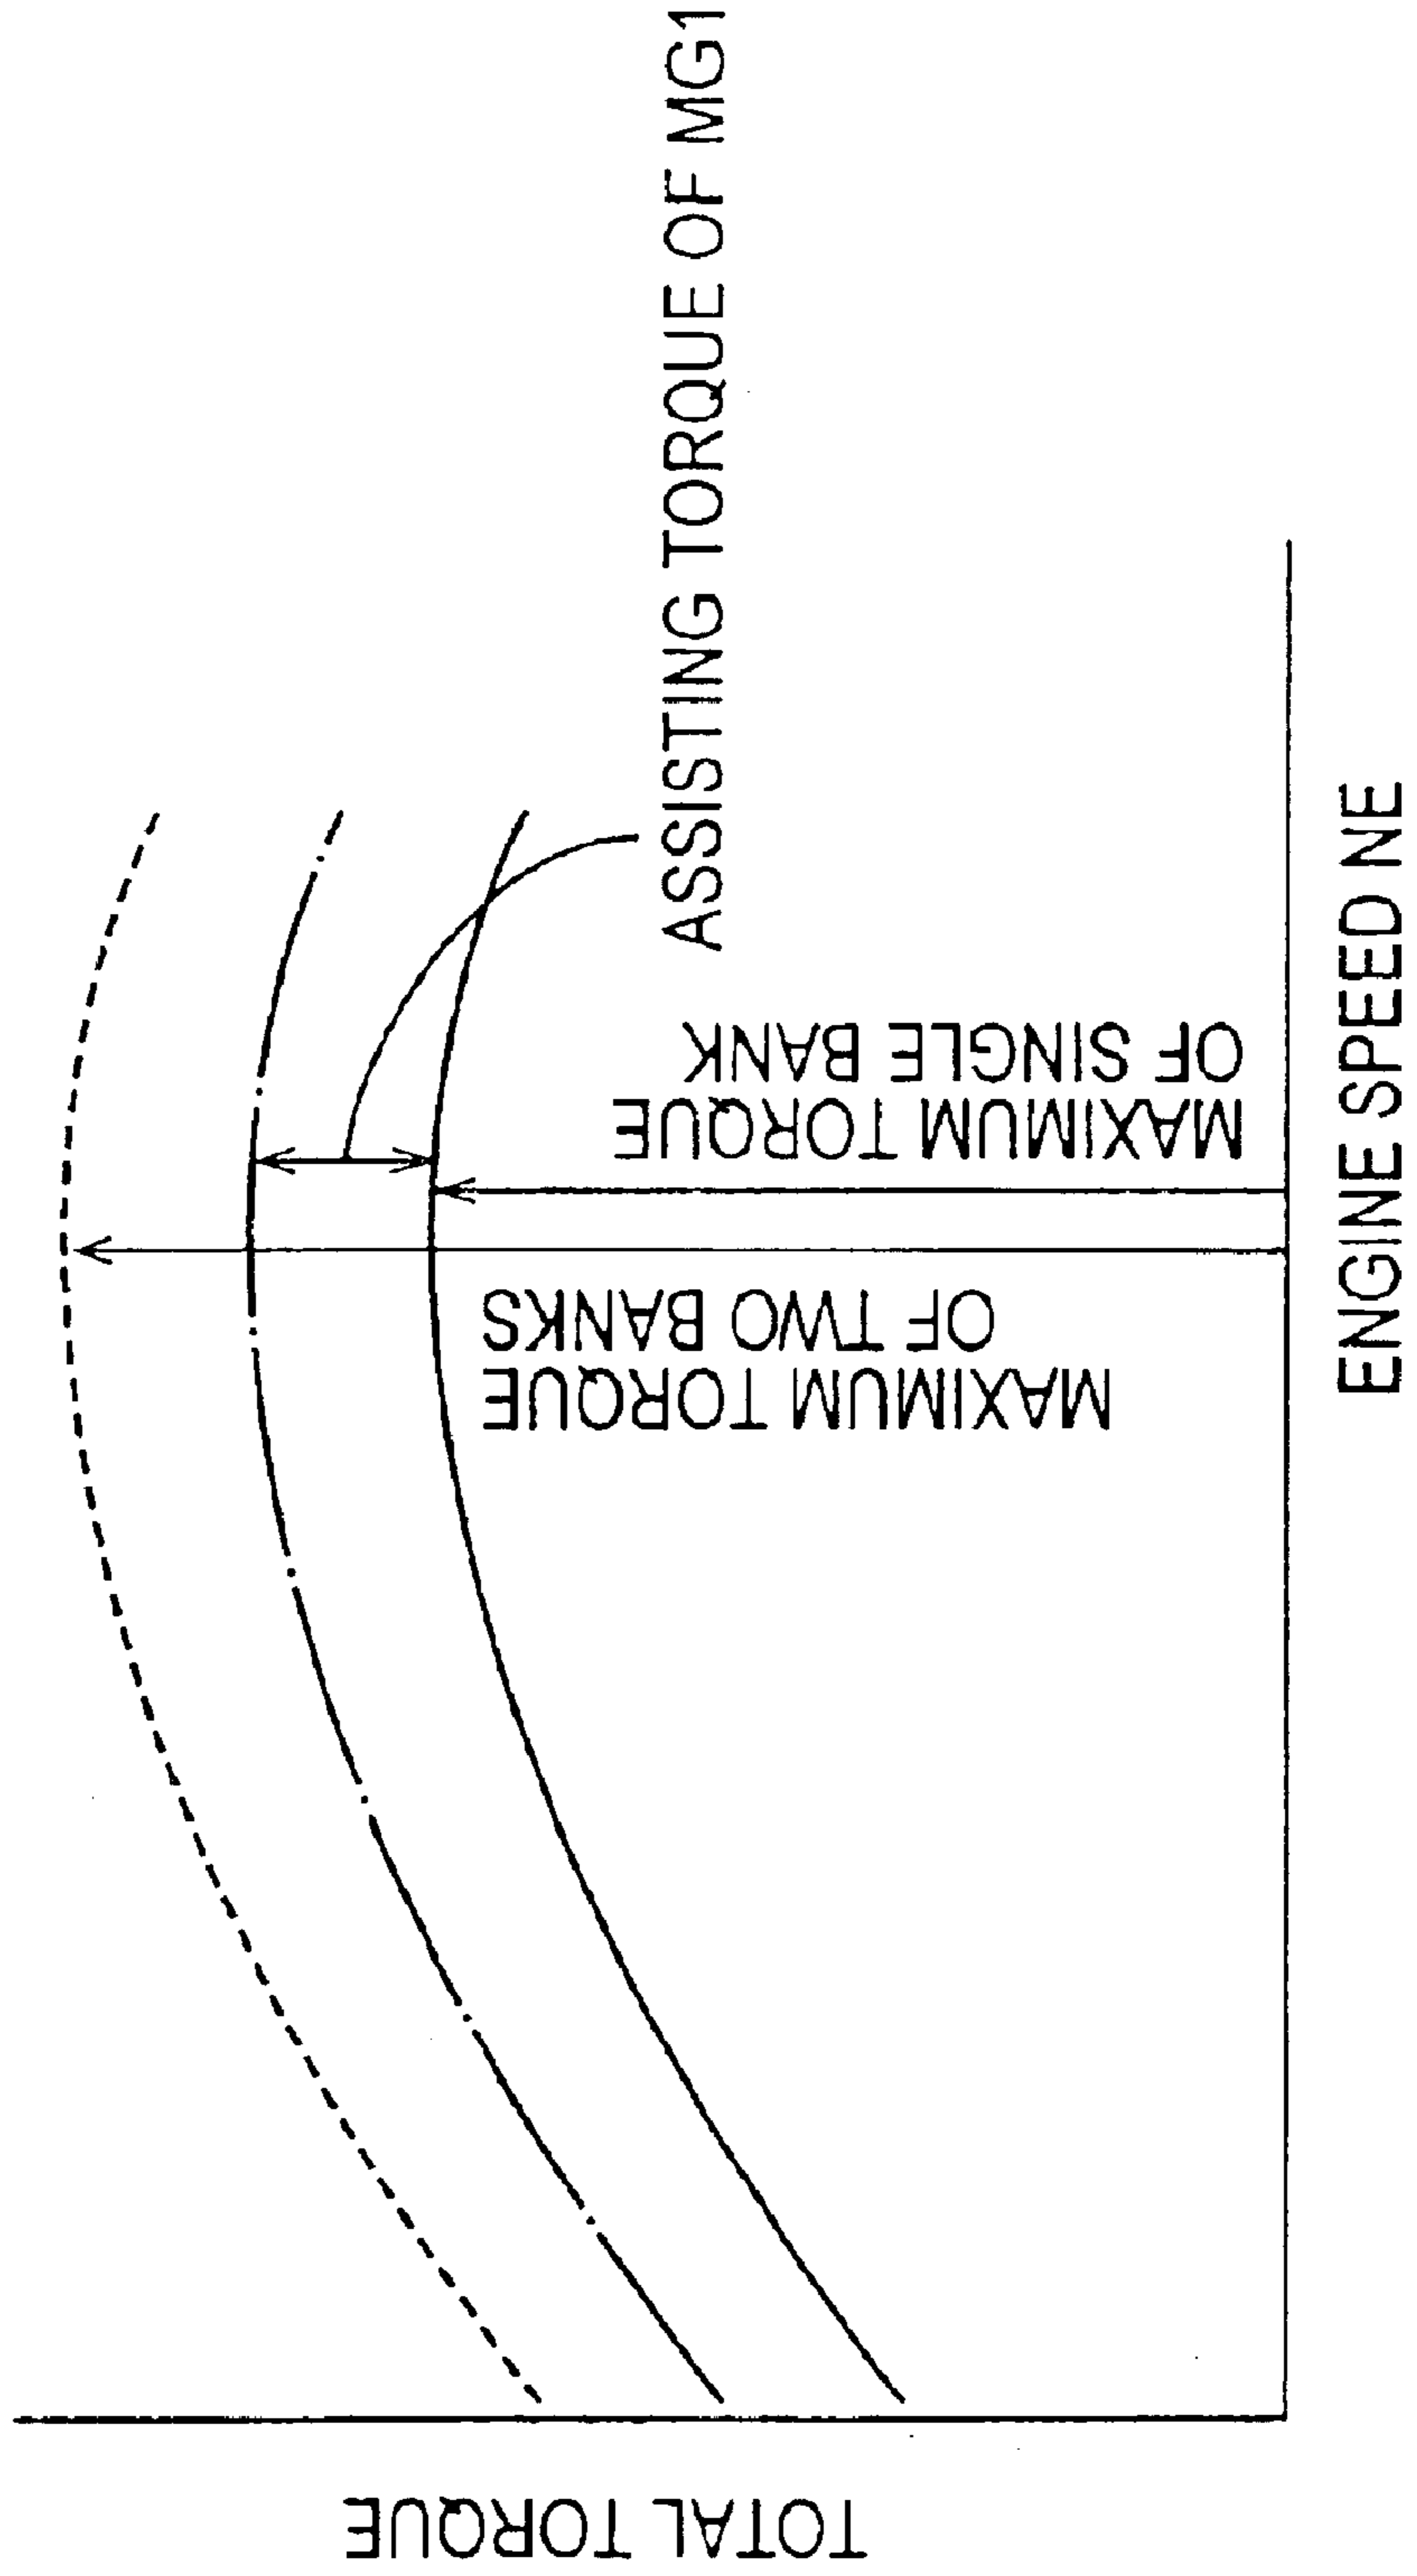 TOTAL TORQUE
MAXIMUM TORQUE
OF TWO BANKS
MAXIMUM TORQUE
OF SINGLE BANK
ASSISTING TORQUE OF MG1
ENGINE SPEED NE